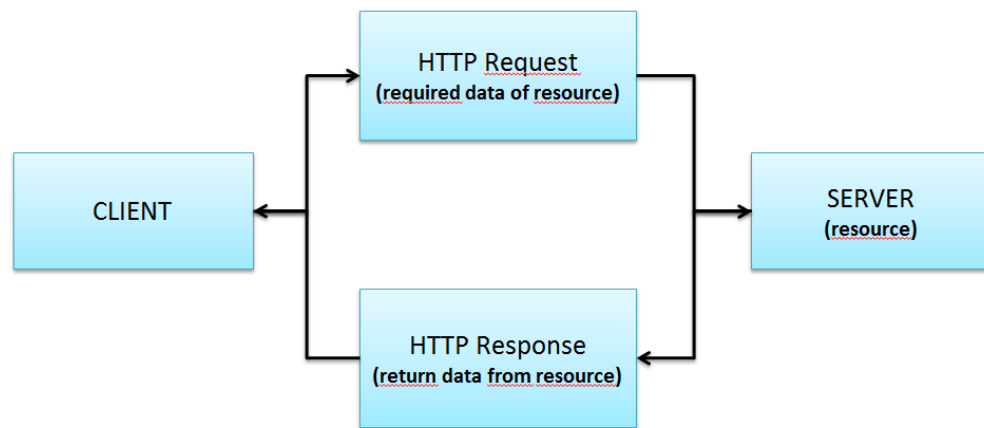 HTTP Request
(required data of resource)
CLIENT
SERVER
(resource)
HTTP Response
(return data from resource)